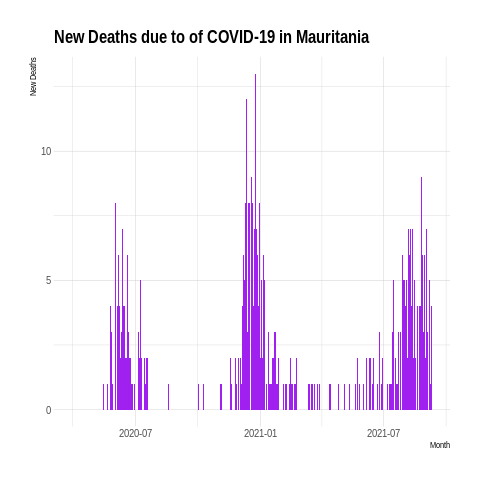 New Deaths due to of COVID-19 in Mauritania
New Deaths
10
5
0
2020-07
2021-01
2021-07
Month